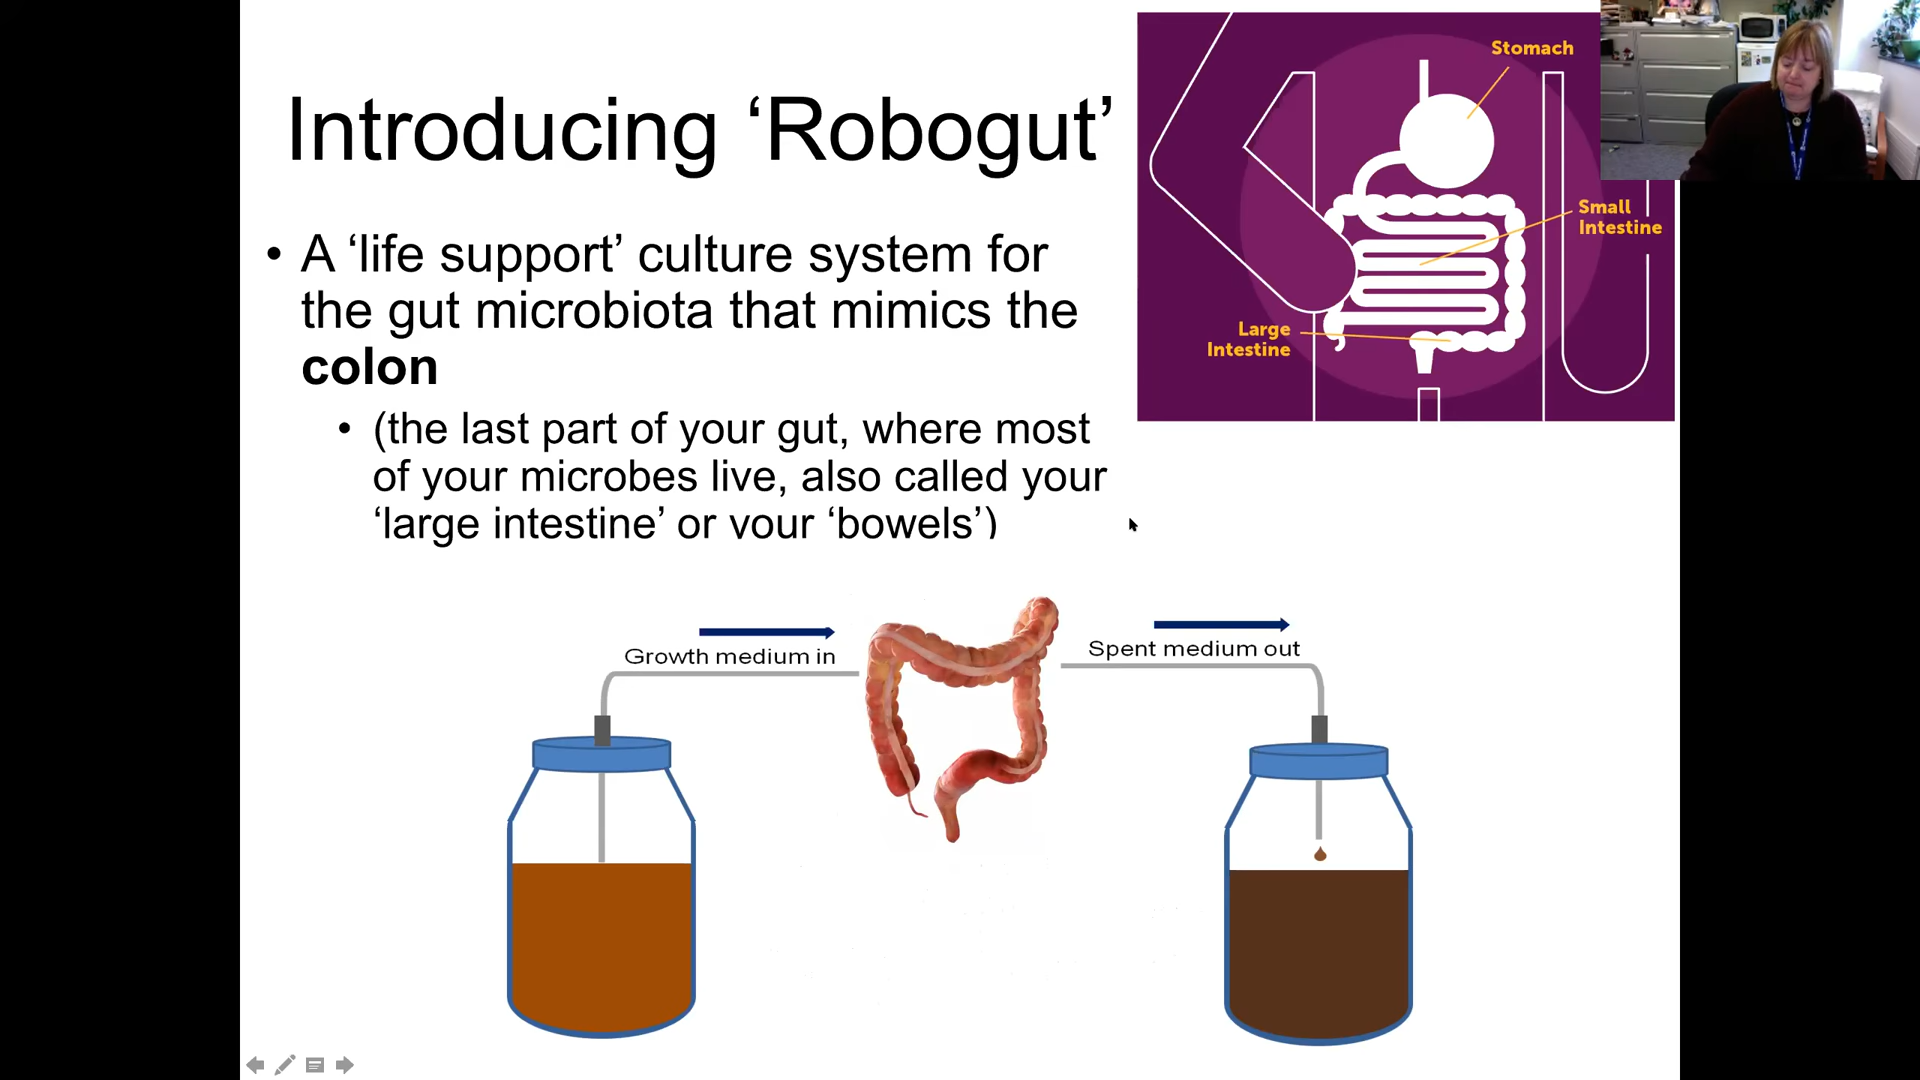 Introducing ‘Robogut’
• A ‘life support’ culture system for
the gut microbiota that mimics the
colon
• (the last part of your gut, where most
of your microbes live, also called your
‘large intestine’ or your ‘bowels’)
Stomach
Small
Intestine
Large
Intestine
Growth medium in
Spent medium out